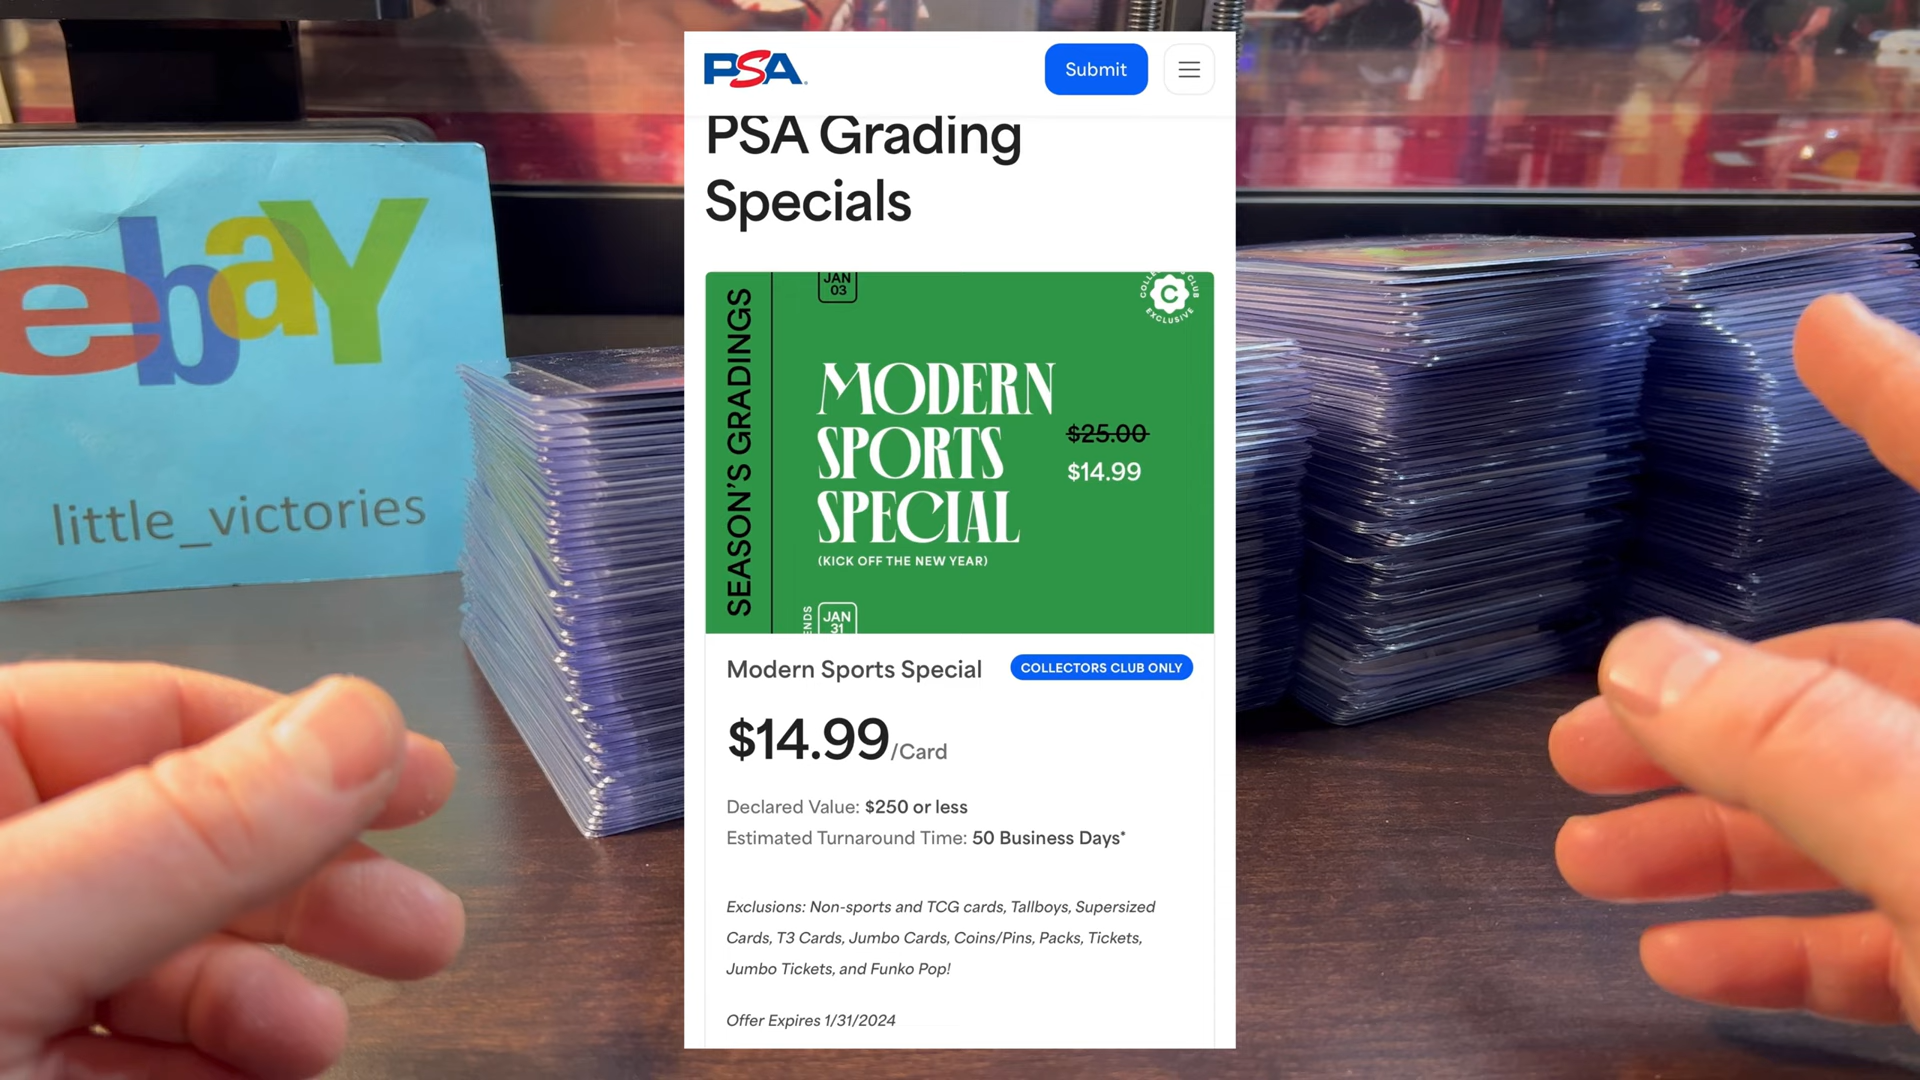 ebaY
little_victories
PSA
Submit
PSA Grading
Specials
SEASON'S GRADINGS
JAN
03
COLLECTORS CLUB
EXCLUSIVE
C
MODERN
SPORTS
SPECIAL
$25.00
$14.99
(KICK OFF THE NEW YEAR)
ENDS
JAN
31
Modern Sports Special
COLLECTORS CLUB ONLY
$14.99/Card
Declared Value: $250 or less
Estimated Turnaround Time: 50 Business Days*
Exclusions: Non-sports and TCG cards, Tallboys, Supersized
Cards, T3 Cards, Jumbo Cards, Coins/Pins, Packs, Tickets,
Jumbo Tickets, and Funko Pop!
Offer Expires 1/31/2024